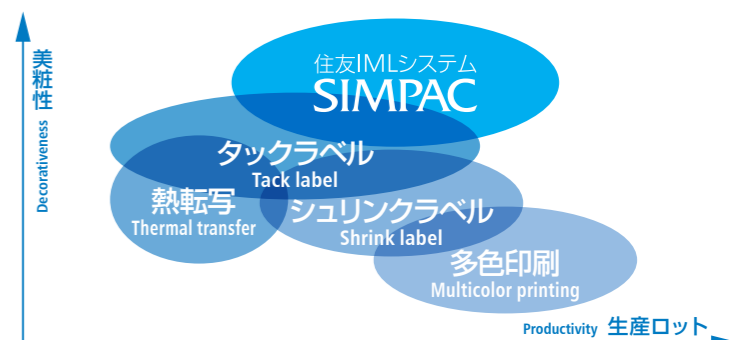 美粧性
Decorativeness
住友IMLシステム
SIMPAC
タックラベル
Tack label
熱転写
Thermal transfer
シュリンクラベル
Shrink label
多色印刷
Multicolor printing
Productivity 生産ロット